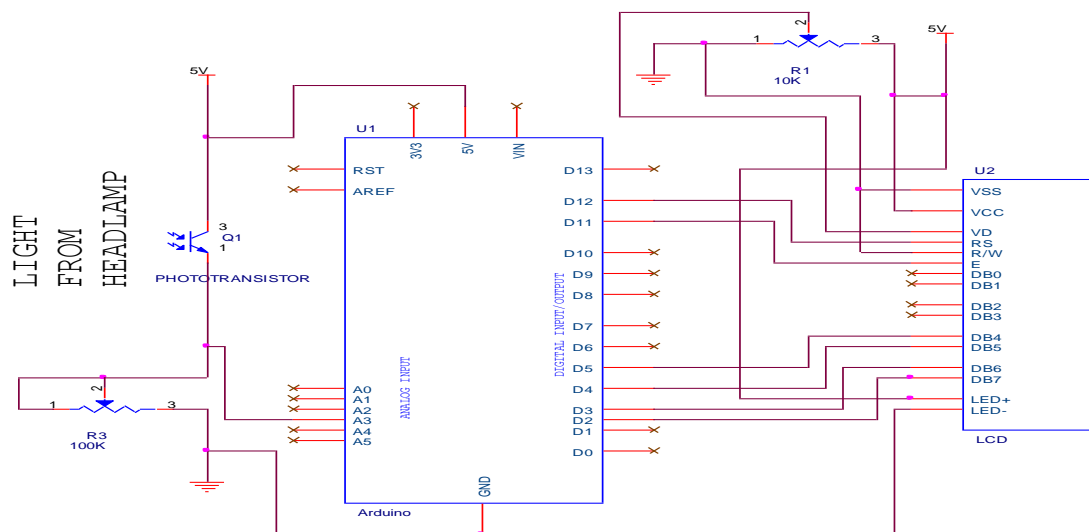 5V
LIGHT
FROM
HEADLAMP
3
Q1
1
PHOTOTRANSISTOR
1
2
3
R3
100K
U1
3V3
5V
VIN
RST
AREF
ANALOG INPUT
A0
A1
A2
A3
A4
A5
D13
D12
D11
D10
D9
D8
D7
D6
D5
D4
D3
D2
D1
D0
DIGITAL INPUT/OUTPUT
GND
Arduino
1
2
3
R1
10K
5V
U2
VSS
VCC
VD
RS
R/W
E
DB0
DB1
DB2
DB3
DB4
DB5
DB6
DB7
LED+
LED-
LCD